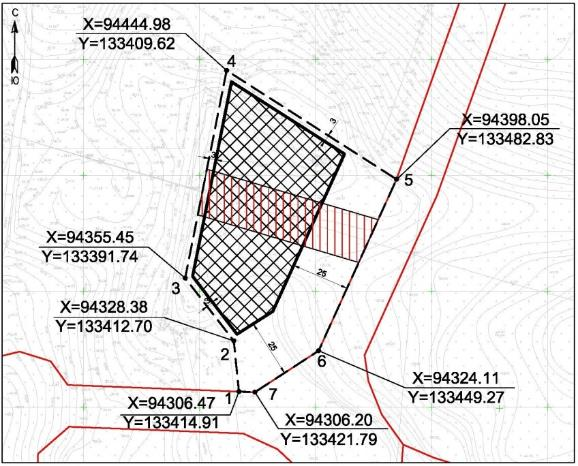 С
Ю
X=94444.98
Y=133409.62
4
3
X=94398.05
Y=133482.83
5
3
X=94355.45
Y=133391.74
3
25
3
X=94328.38
Y=133412.70
2
25
6
X=94324.11
Y=133449.27
1
7
X=94306.47
Y=133414.91
X=94306.20
Y=133421.79